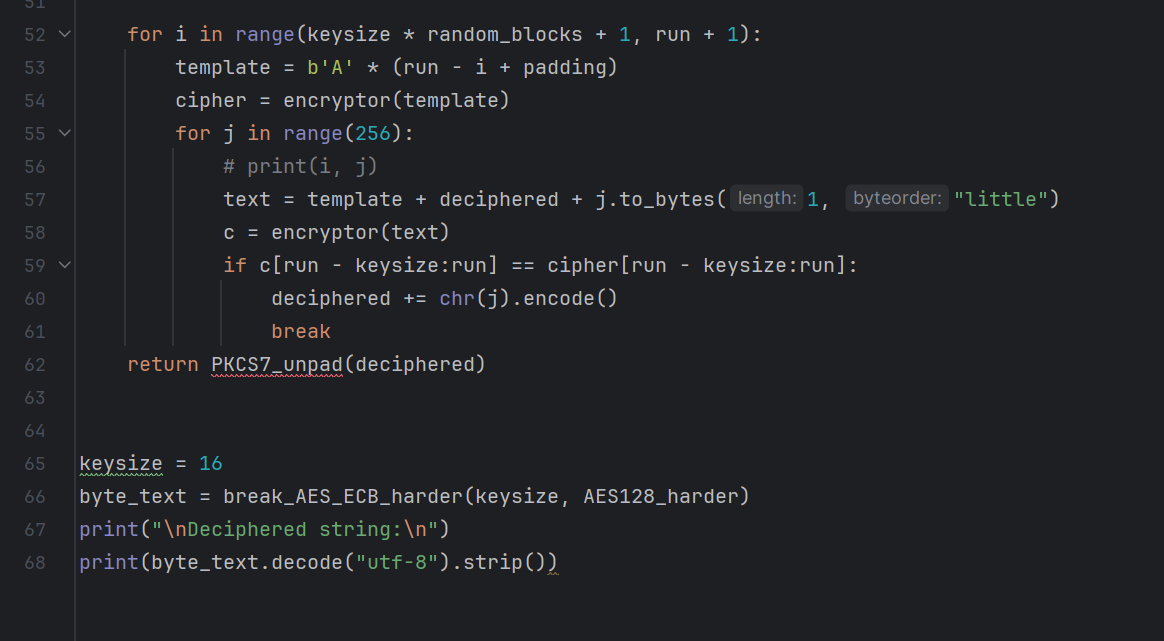 51
52 for i in range(keysize * random_blocks + 1, run + 1):
53 template = b'A' * (run - i + padding)
54 cipher = encryptor(template)
55 for j in range(256):
56 # print(i, j)
57 text = template + deciphered + j.to_bytes( length: 1, byteorder: "little")
58 c = encryptor(text)
59 if c[run - keysize:run] == cipher[run - keysize:run]:
60 deciphered += chr(j).encode()
61 break
62 return PKCS7_unpad(deciphered)
63
64
65 keysize = 16
66 byte_text = break_AES_ECB_harder(keysize, AES128_harder)
67 print("\nDeciphered string:\n")
68 print(byte_text.decode("utf-8").strip())